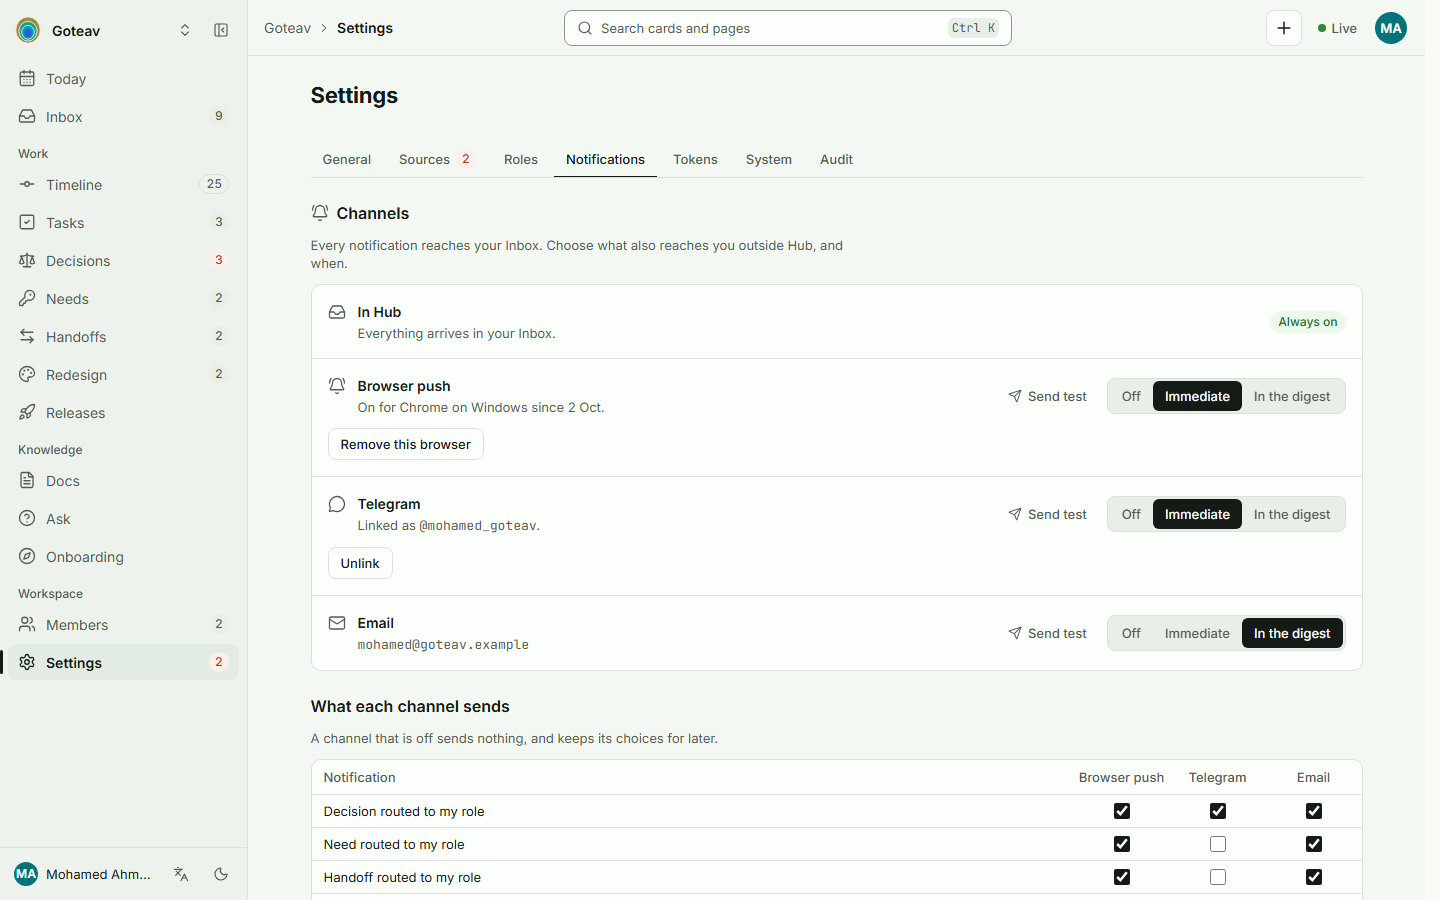 Goteav
Today
Inbox 9
Work
Timeline 25
Tasks 3
Decisions 3
Needs 2
Handoffs 2
Redesign 2
Releases
Knowledge
Docs
Ask
Onboarding
Workspace
Members 2
Settings 2
MA Mohamed Ahm...
Goteav > Settings
Search cards and pages Ctrl K
Live MA
Settings
General Sources 2 Roles Notifications Tokens System Audit
Channels
Every notification reaches your Inbox. Choose what also reaches you outside Hub, and
when.
In Hub
Everything arrives in your Inbox.
Always on
Browser push
On for Chrome on Windows since 2 Oct.
Send test Off Immediate In the digest
Remove this browser
Telegram
Linked as @mohamed_goteav.
Send test Off Immediate In the digest
Unlink
Email
mohamed@goteav.example
Send test Off Immediate In the digest
What each channel sends
A channel that is off sends nothing, and keeps its choices for later.
Notification Browser push Telegram Email
Decision routed to my role
Need routed to my role
Handoff routed to my role